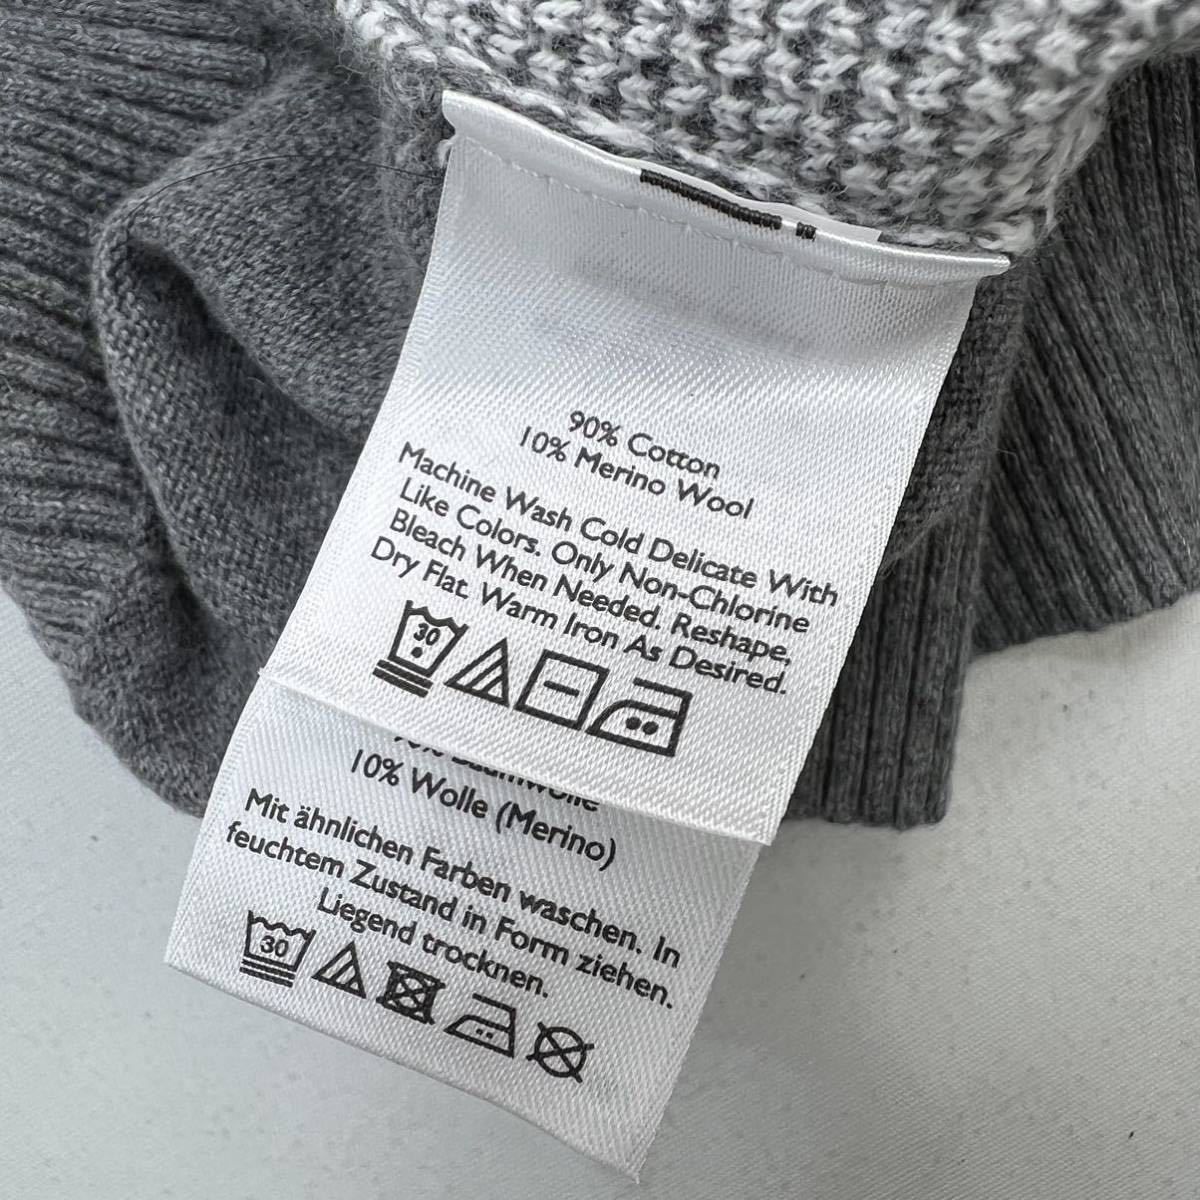 90% Cotton
10% Merino Wool
Machine Wash Cold Delicate With
Like Colors. Only Non-Chlorine
Bleach When Needed. Reshape,
Dry Flat. Warm Iron As Desired.
30
10% Wolle (Merino)
Mit ähnlichen Farben waschen. In
feuchtem Zustand in Form ziehen.
Liegend trocknen.
30